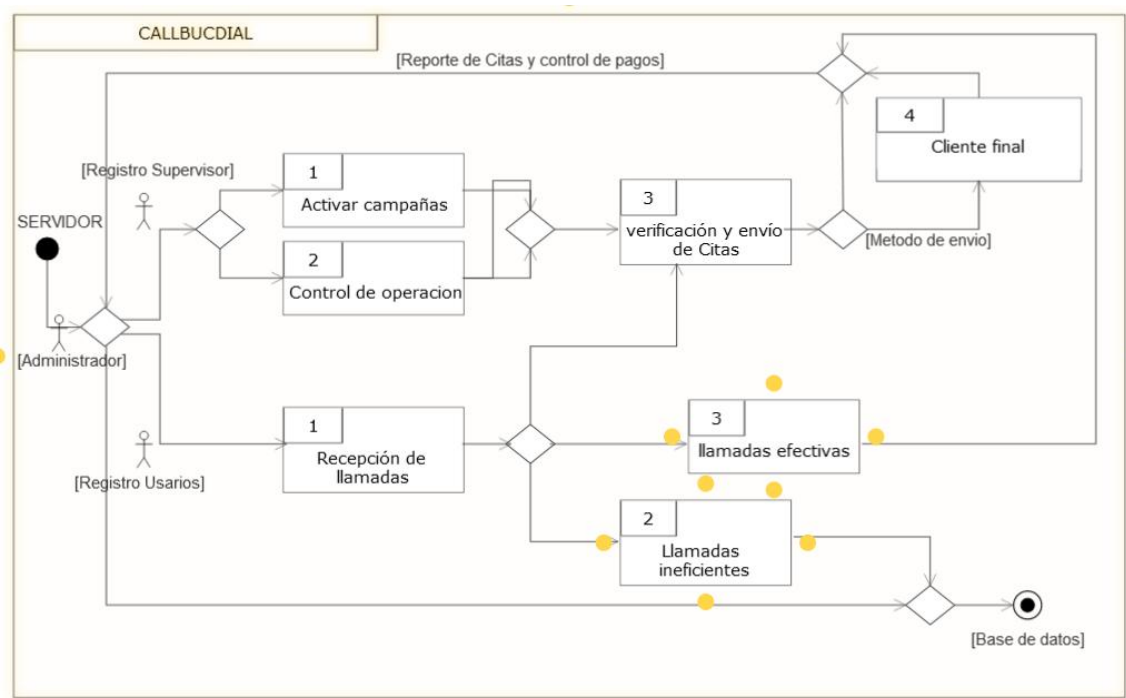 CALLBUCDIAL
[Reporte de Citas y control de pagos]
4
Cliente final
[Registro Supervisor]
1
Activar campañas
3
verificación y envío
de Citas
SERVIDOR
[Metodo de envio]
2
Control de operacion
[Administrador]
1
Recepción de
llamadas
3
llamadas efectivas
[Registro Usarios]
2
Llamadas
ineficientes
[Base de datos]